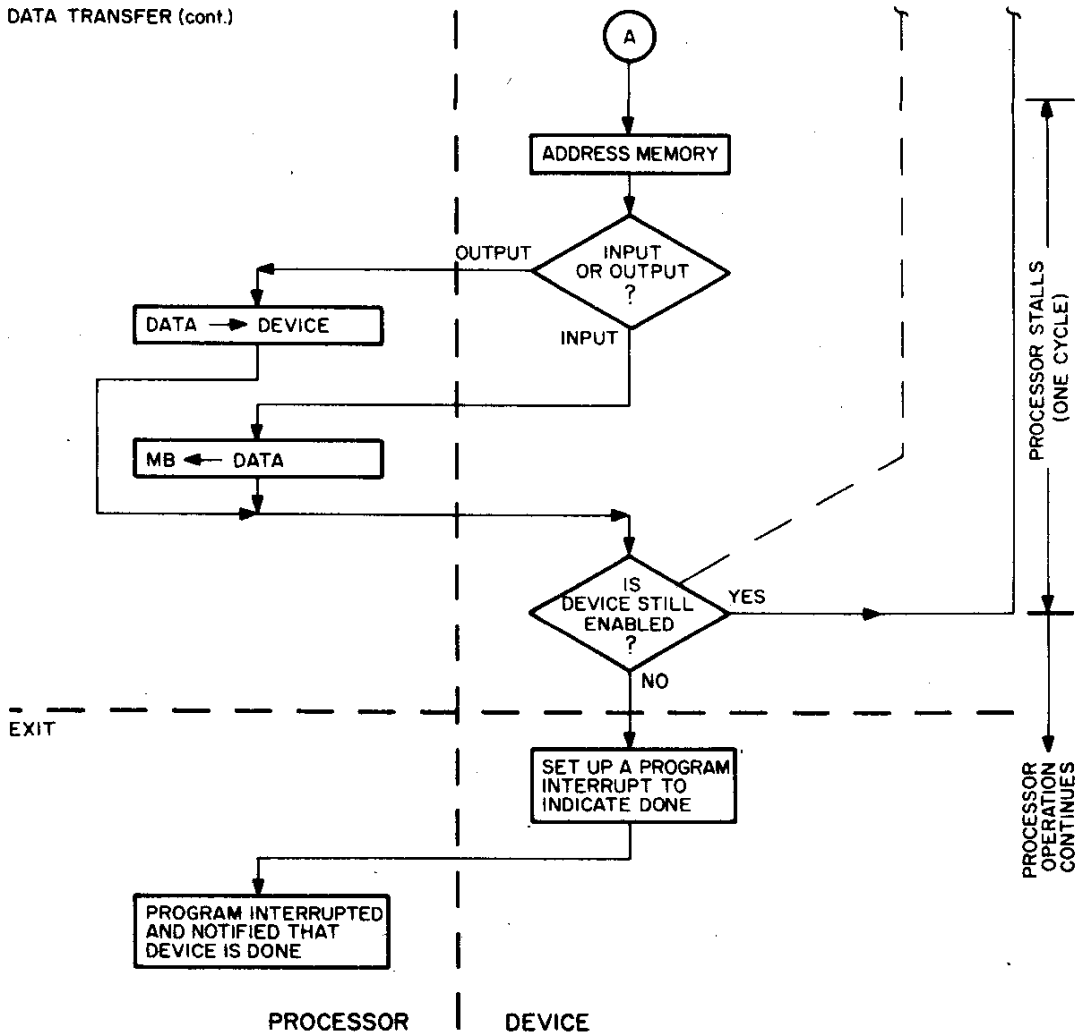 DATA TRANSFER (cont.)
A
ADDRESS MEMORY
INPUT
OR OUTPUT
?
OUTPUT
DATA → DEVICE
INPUT
MB ← DATA
IS
DEVICE STILL
ENABLED
?
YES
NO
PROCESSOR STALLS
(ONE CYCLE)
EXIT
SET UP A PROGRAM
INTERRUPT TO
INDICATE DONE
PROCESSOR
OPERATION
CONTINUES
PROGRAM INTERRUPTED
AND NOTIFIED THAT
DEVICE IS DONE
PROCESSOR
DEVICE